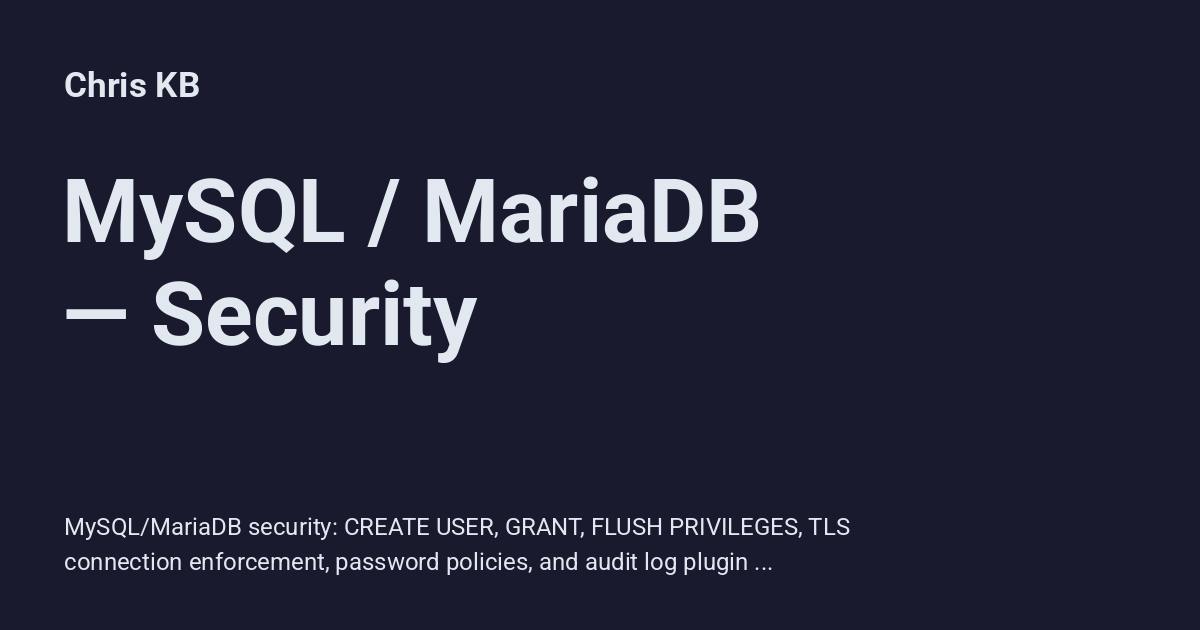 Chris KB
MySQL / MariaDB
— Security
MySQL/MariaDB security: CREATE USER, GRANT, FLUSH PRIVILEGES, TLS
connection enforcement, password policies, and audit log plugin ...